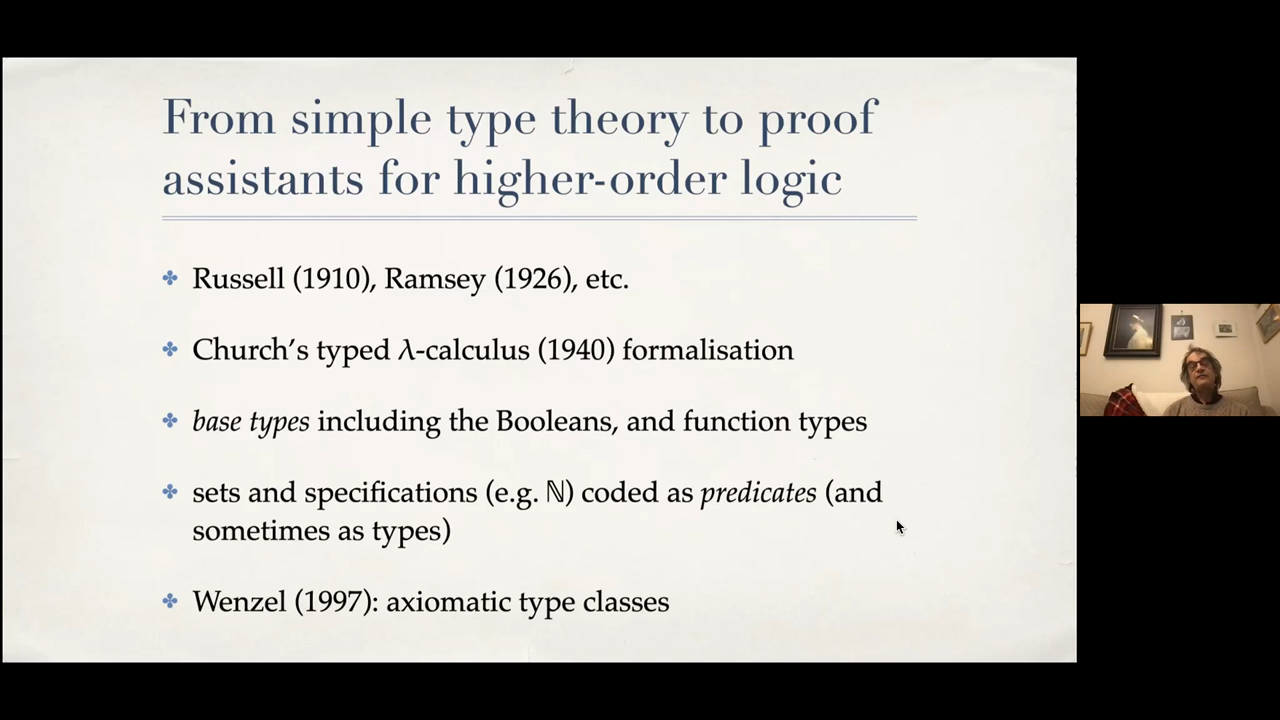 From simple type theory to proof
assistants for higher-order logic
✤ Russell (1910), Ramsey (1926), etc.
✤ Church's typed λ-calculus (1940) formalisation
✤ base types including the Booleans, and function types
✤ sets and specifications (e.g. ℕ) coded as predicates (and
sometimes as types)
✤ Wenzel (1997): axiomatic type classes